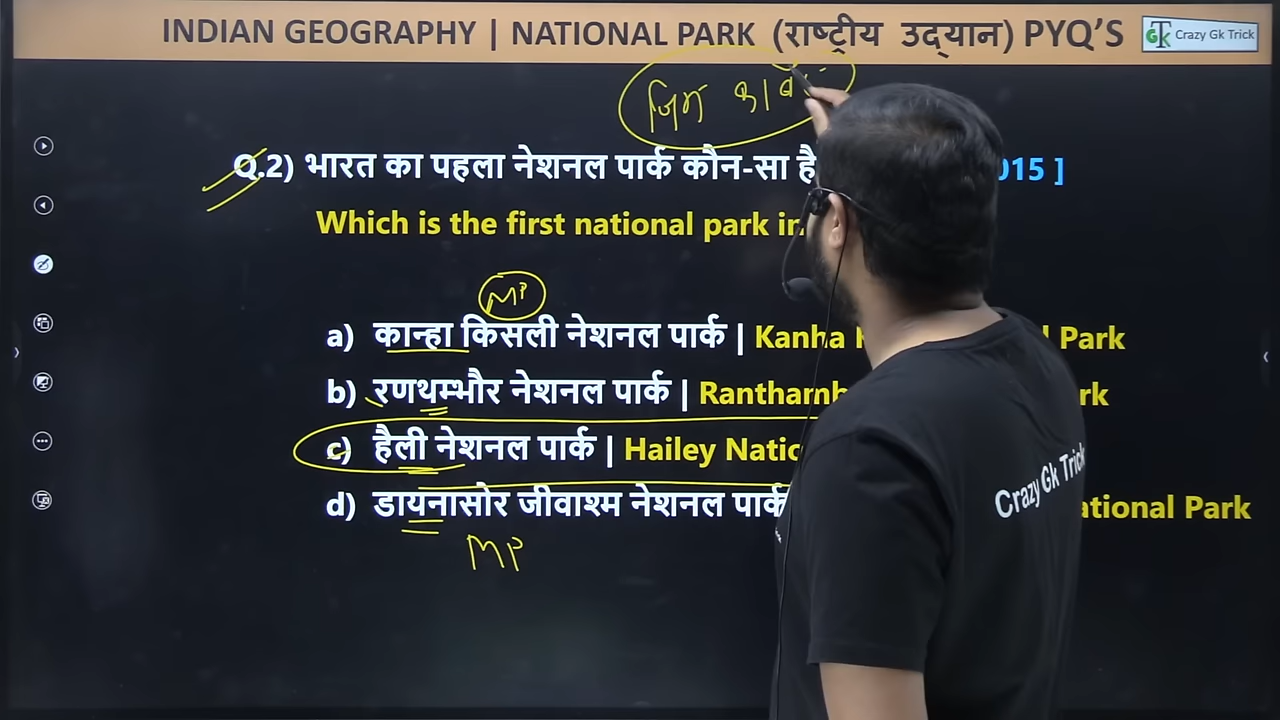 INDIAN GEOGRAPHY | NATIONAL PARK (राष्ट्रीय उद्यान) PYQ'S
Crazy Gk Trick
जिम
Q.2) भारत का पहला नेशनल पार्क कौन-सा है 015 ]
Which is the first national park in
MP
a) कान्हा किसली नेशनल पार्क | Kanha Park
b) रणथम्भौर नेशनल पार्क | Ranthamb rk
c) हैली नेशनल पार्क | Hailey Natio
d) डायनासोर जीवाश्म नेशनल पार्क ational Park
MP
Crazy Gk Trick